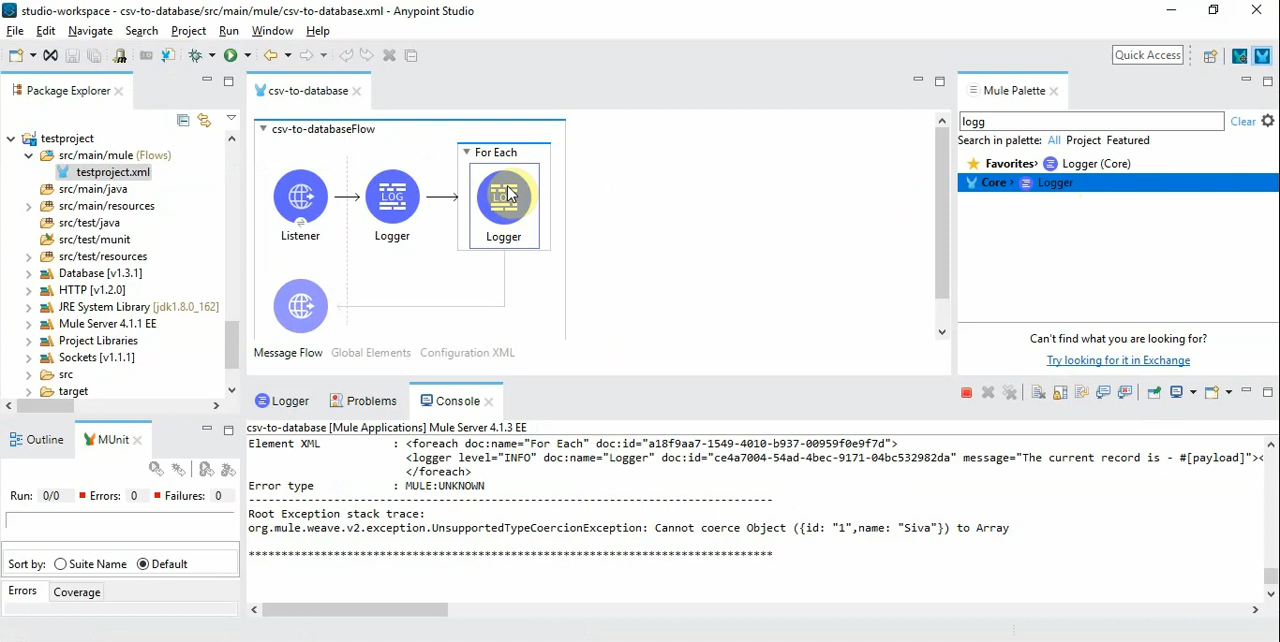 studio-workspace - csv-to-database/src/main/mule/csv-to-database.xml - Anypoint Studio
File Edit Navigate Search Project Run Window Help
Quick Access
Package Explorer
testproject
src/main/mule (Flows)
testproject.xml
src/main/java
src/main/resources
src/test/java
src/test/munit
src/test/resources
Database [v1.3.1]
HTTP [v1.2.0]
JRE System Library [jdk1.8.0_162]
Mule Server 4.1.1 EE
Project Libraries
Sockets [v1.1.1]
src
target
csv-to-database
csv-to-databaseFlow
For Each
LOG
LOG
Listener
Logger
Logger
Message Flow Global Elements Configuration XML
Mule Palette
logg
Clear
Search in palette: All Project Featured
Favorites> Logger (Core)
Core > Logger
Can't find what you are looking for?
Try looking for it in Exchange
Outline
MUnit
Run: 0/0 Errors: 0 Failures: 0
Sort by: Suite Name Default
Errors Coverage
Logger Problems Console
csv-to-database [Mule Applications] Mule Server 4.1.3 EE
Element XML : <foreach doc:name="For Each" doc:id="a18f9aa7-1549-4010-b937-00959f0e9f7d">
<logger level="INFO" doc:name="Logger" doc:id="ce4a7004-54ad-4bec-9171-04bc532982da" message="The current record is - #[payload]"><
</foreach>
Error type : MULE:UNKNOWN
--------------------------------------------------------------------------------
Root Exception stack trace:
org.mule.weave.v2.exception.UnsupportedTypeCoercionException: Cannot coerce Object ({id: "1",name: "Siva"}) to Array
********************************************************************************